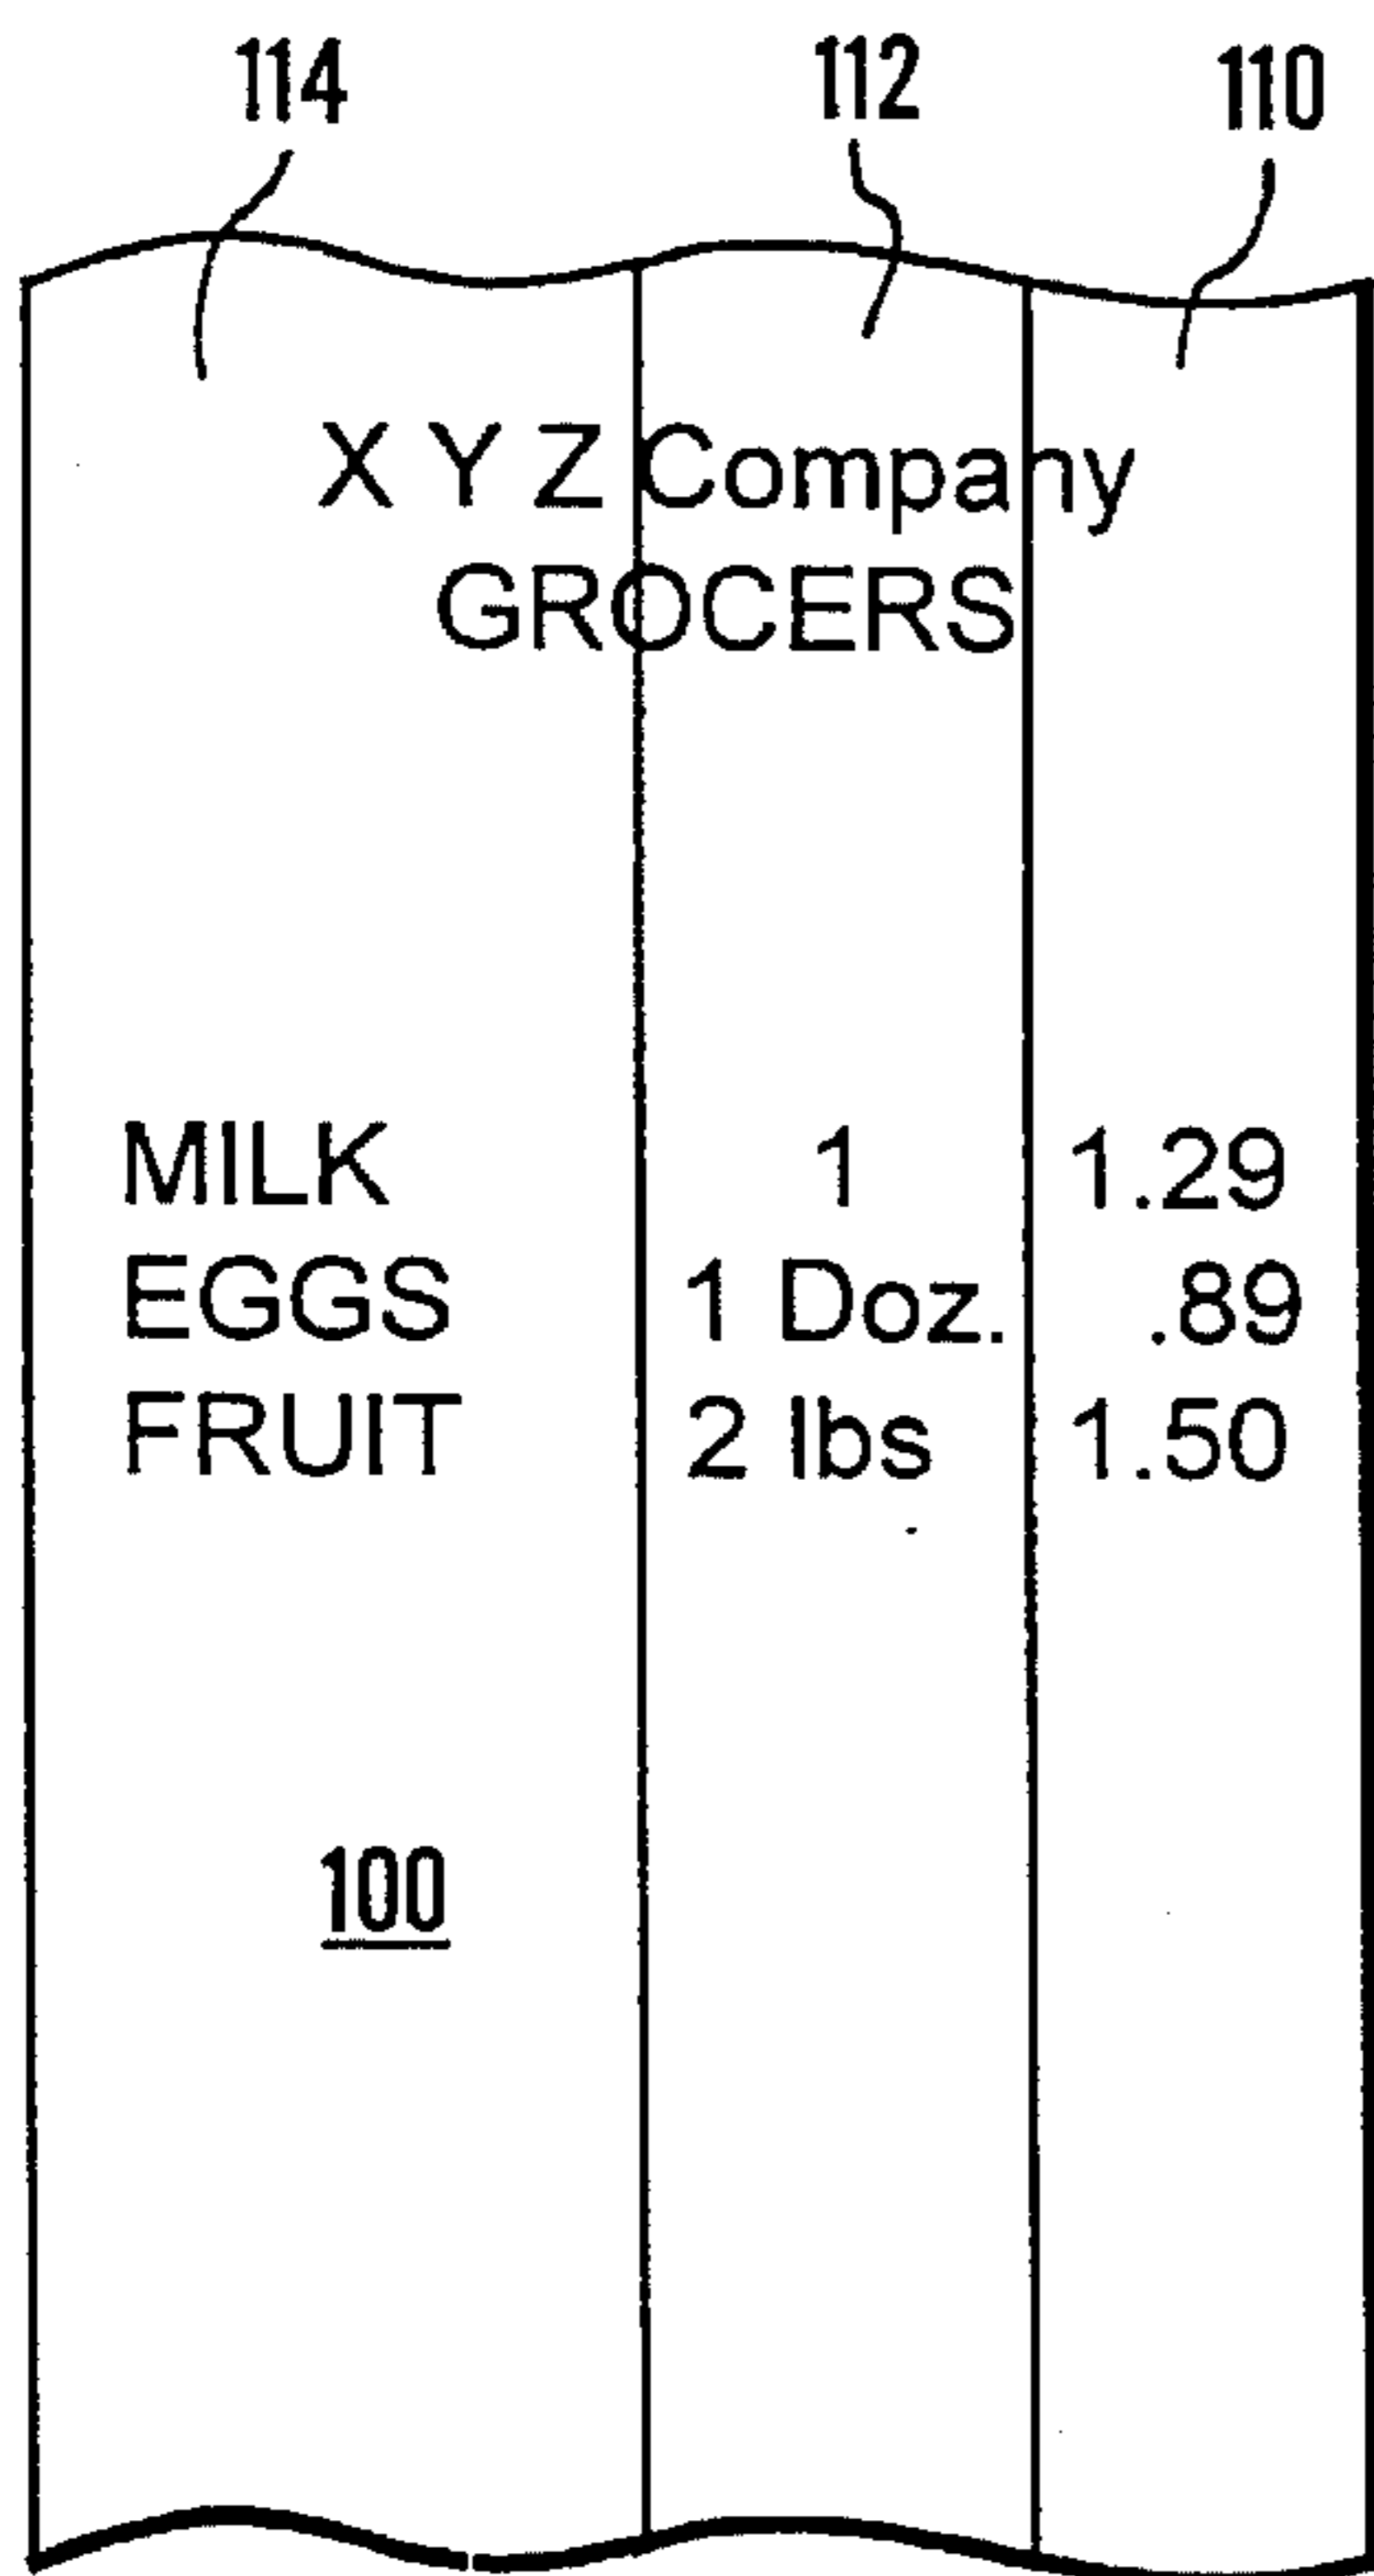 114 112 110
X Y Z Company
GROCERS
MILK 1 1.29
EGGS 1 Doz. .89
FRUIT 2 lbs 1.50
100